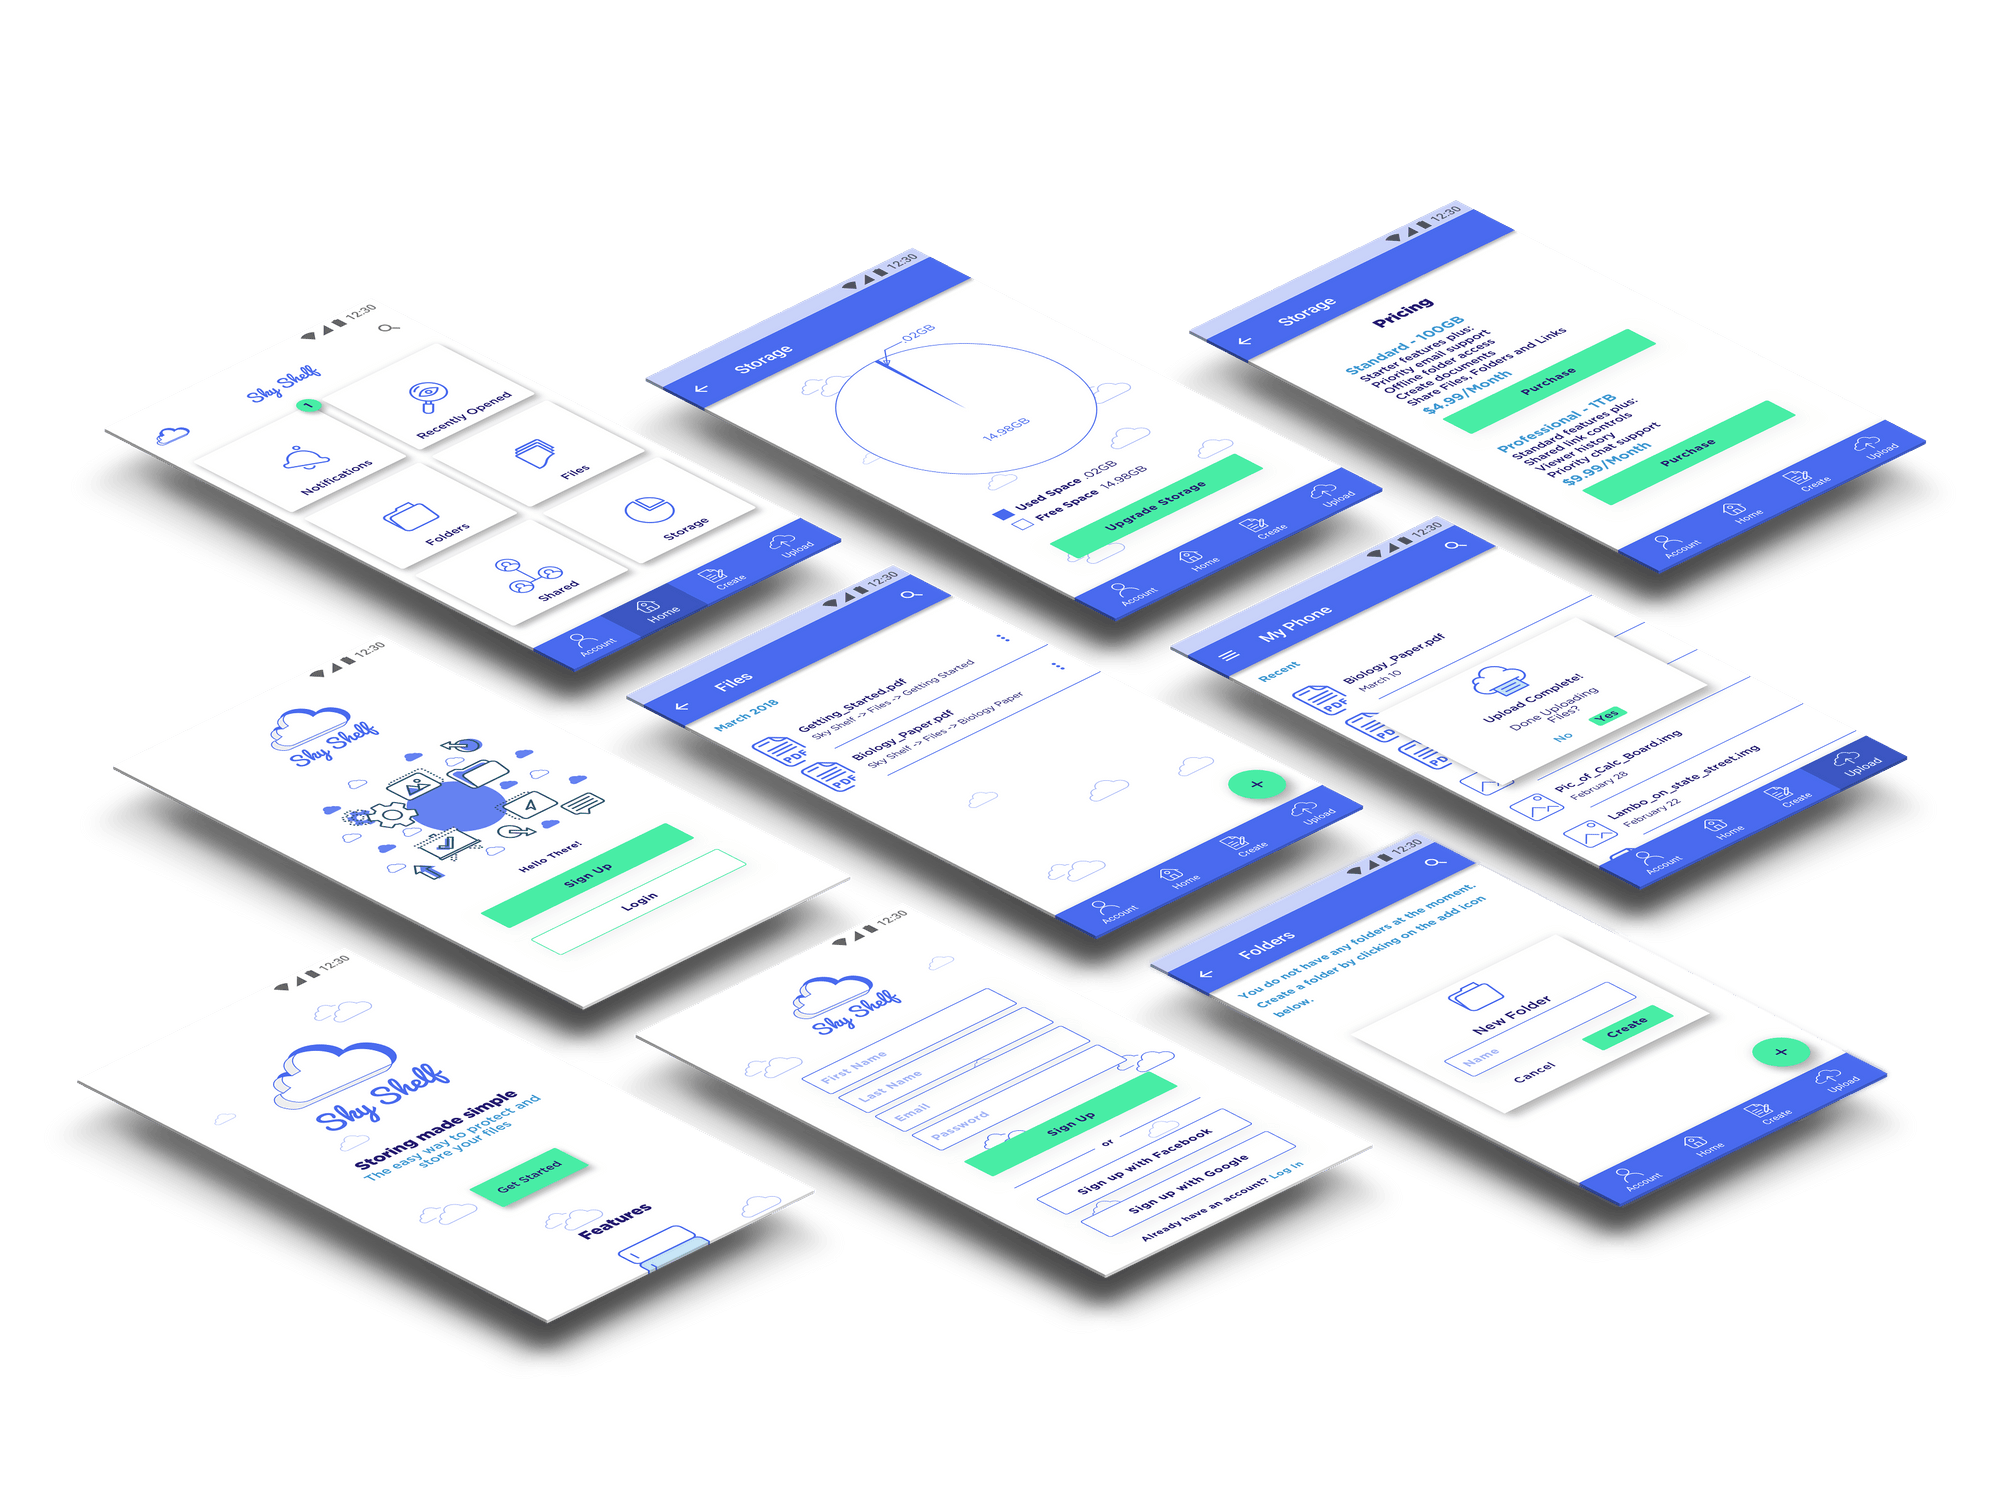 12:30
Sky Shelf
1
Notifications
Recently Opened
Folders
Files
Shared
Storage
Account
Home
Create
Upload
12:30
Storage
.02GB
14.98GB
Used Space .02GB
Free Space 14.98GB
Upgrade Storage
Account
Home
Create
Upload
12:30
Storage
Pricing
Standard - 100GB
Starter features plus:
Priority email support
Offline folder access
Create documents
Share Files, Folders and Links
$4.99/Month
Purchase
Professional - 1TB
Standard features plus:
Shared link controls
Viewer history
Priority chat support
$9.99/Month
Purchase
Account
Home
Create
Upload
12:30
Sky Shelf
Hello There!
Sign Up
Login
12:30
Files
March 2018
PDF
Getting_Started.pdf
Sky Shelf -> Files -> Getting Started
PDF
Biology_Paper.pdf
Sky Shelf -> Files -> Biology Paper
+
Account
Home
Create
Upload
12:30
My Phone
Recent
PDF
Biology_Paper.pdf
March 10
PD
PD
Upload Complete!
Done Uploading
Files?
Yes
No
Pic_of_Calc_Board.img
February 28
Lambo_on_state_street.img
February 22
Account
Home
Create
Upload
12:30
Sky Shelf
Storing made simple
The easy way to protect and
store your files
Get Started
Features
12:30
Sky Shelf
First Name
Last Name
Email
Password
Sign Up
or
Sign up with Facebook
Sign up with Google
Already have an account? Log in
12:30
Folders
You do not have any folders at the moment.
Create a folder by clicking on the add icon
below.
New Folder
Name
Cancel
Create
+
Account
Home
Create
Upload